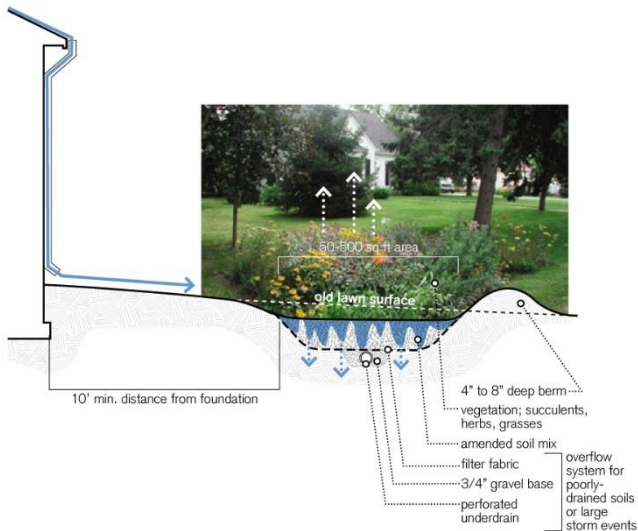 50-500 sq ft area
old lawn surface
10' min. distance from foundation
4" to 8" deep berm
vegetation; succulents,
herbs, grasses
amended soil mix
filter fabric
3/4" gravel base
perforated
underdrain
overflow
system for
poorly-
drained soils
or large
storm events